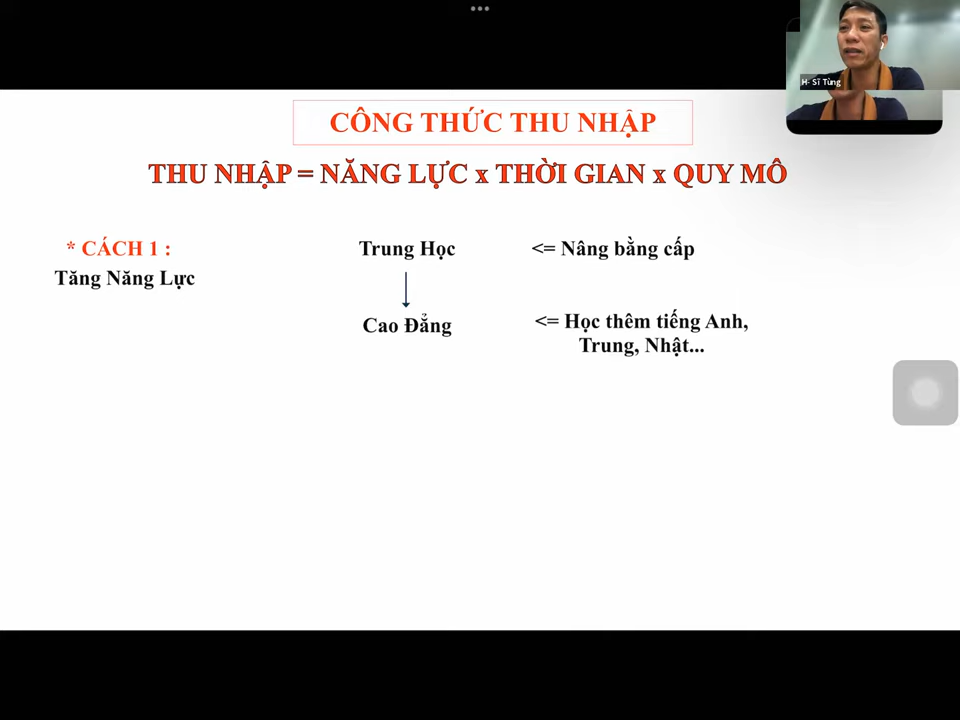 H- Sĩ Tùng
CÔNG THỨC THU NHẬP
THU NHẬP = NĂNG LỰC x THỜI GIAN x QUY MÔ
* CÁCH 1 :
Tăng Năng Lực
Trung Học
<= Nâng bằng cấp
Cao Đẳng
<= Học thêm tiếng Anh,
Trung, Nhật...